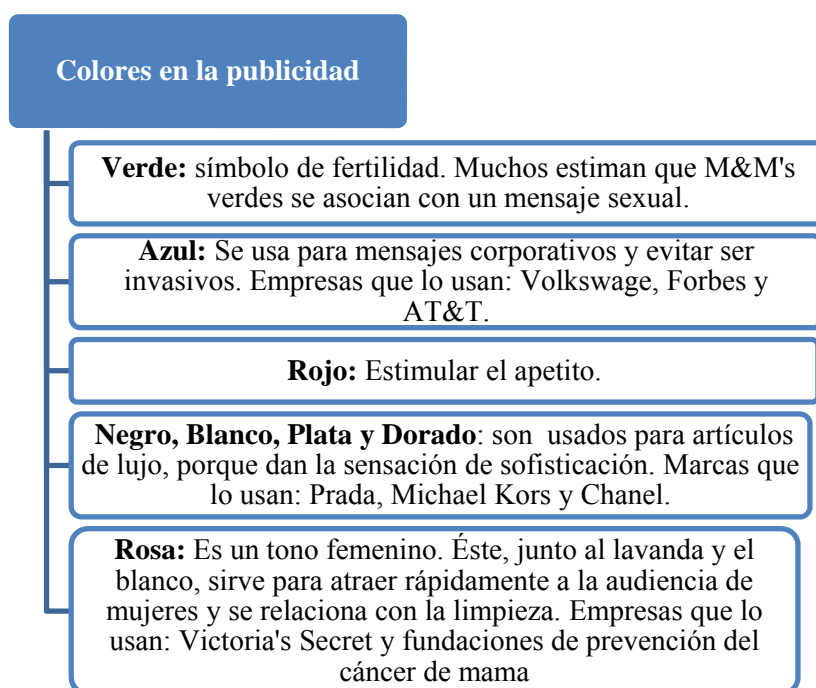 Colores en la publicidad
Verde: símbolo de fertilidad. Muchos estiman que M&M's
verdes se asocian con un mensaje sexual.
Azul: Se usa para mensajes corporativos y evitar ser
invasivos. Empresas que lo usan: Volkswage, Forbes y
AT&T.
Rojo: Estimular el apetito.
Negro, Blanco, Plata y Dorado: son usados para artículos
de lujo, porque dan la sensación de sofisticación. Marcas que
lo usan: Prada, Michael Kors y Chanel.
Rosa: Es un tono femenino. Éste, junto al lavanda y el
blanco, sirve para atraer rápidamente a la audiencia de
mujeres y se relaciona con la limpieza. Empresas que lo
usan: Victoria's Secret y fundaciones de prevención del
cáncer de mama